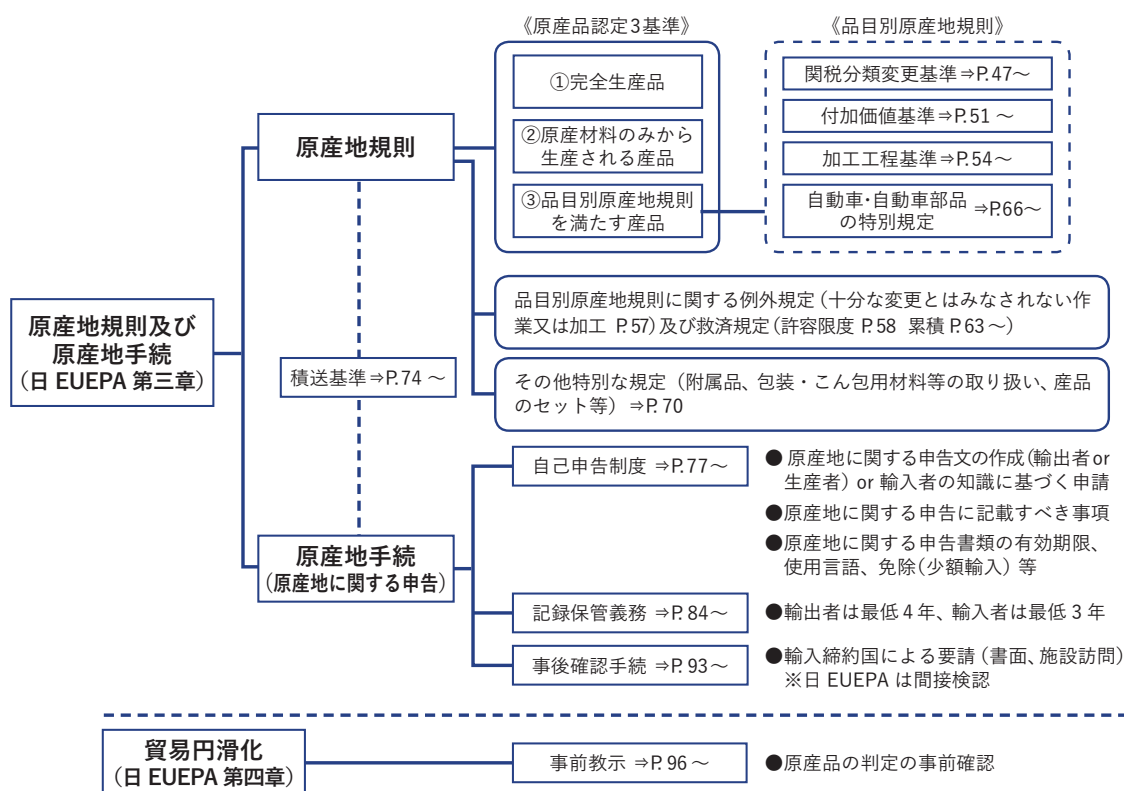 《原産品認定3基準》
《品目別原産地規則》
①完全生産品
②原産材料のみから
生産される産品
③品目別原産地規則
を満たす産品
関税分類変更基準⇒P.47～
付加価値基準⇒P.51 ～
加工工程基準⇒P.54～
自動車・自動車部品
の特別規定
⇒P.66～
原産地規則
品目別原産地規則に関する例外規定（十分な変更とはみなされない作
業又は加工 P.57）及び救済規定（許容限度 P.58 累積 P.63 ～）
原産地規則及び
原産地手続
（日 EUEPA 第三章）
積送基準⇒P.74 ～
その他特別な規定（附属品、包装・こん包用材料等の取り扱い、産品
のセット等）⇒P. 70
自己申告制度 ⇒P.77～
●原産地に関する申告文の作成（輸出者 or
生産者）or 輸入者の知識に基づく申請
●原産地に関する申告に記載すべき事項
●原産地に関する申告書類の有効期限、
使用言語、免除（少額輸入）等
原産地手続
（原産地に関する申告）
記録保管義務 ⇒P. 84～
●輸出者は最低 4 年、輸入者は最低 3 年
事後確認手続 ⇒P. 93～
●輸入締約国による要請（書面、施設訪問）
※日 EUEPA は間接検認
貿易円滑化
（日 EUEPA 第四章）
事前教示 ⇒P. 96 ～
●原産品の判定の事前確認